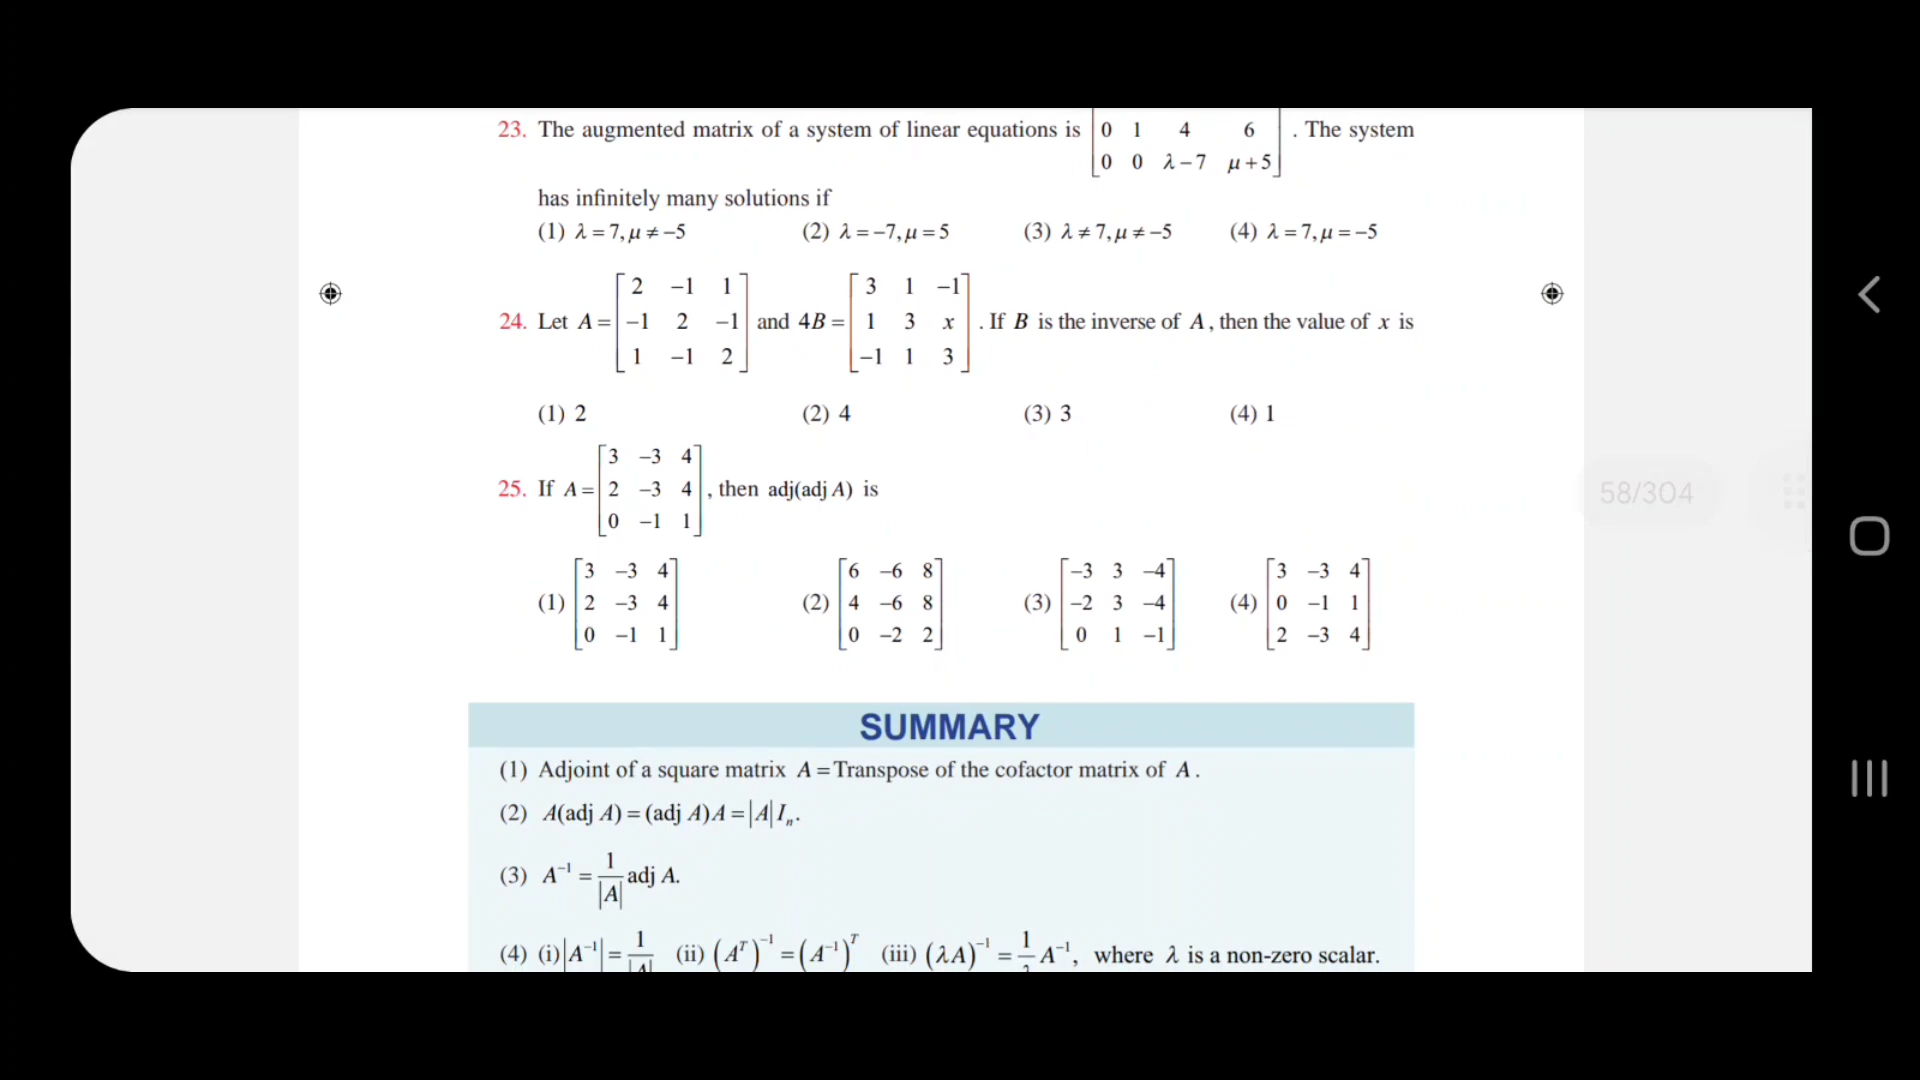 23. The augmented matrix of a system of linear equations is [0 1 4 6] . The system
[0 0 λ−7 μ+5]
has infinitely many solutions if
(1) λ=7, μ≠−5 (2) λ=−7, μ=5 (3) λ≠7, μ≠−5 (4) λ=7, μ=−5
24. Let A = [2 −1 1; −1 2 −1; 1 −1 2] and 4B = [3 1 −1; 1 3 x; −1 1 3] . If B is the inverse of A, then the value of x is
(1) 2 (2) 4 (3) 3 (4) 1
25. If A = [3 −3 4; 2 −3 4; 0 −1 1], then adj(adj A) is
58/304
(1) [3 −3 4; 2 −3 4; 0 −1 1] (2) [6 −6 8; 4 −6 8; 0 −2 2] (3) [−3 3 −4; −2 3 −4; 0 1 −1] (4) [3 −3 4; 0 −1 1; 2 −3 4]
SUMMARY
(1) Adjoint of a square matrix A = Transpose of the cofactor matrix of A.
(2) A(adj A) = (adj A)A = |A| Iₙ.
(3) A⁻¹ = 1/|A| adj A.
(4) (i) |A⁻¹| = 1/|A| (ii) (Aᵀ)⁻¹ = (A⁻¹)ᵀ (iii) (λA)⁻¹ = 1/λ A⁻¹, where λ is a non-zero scalar.